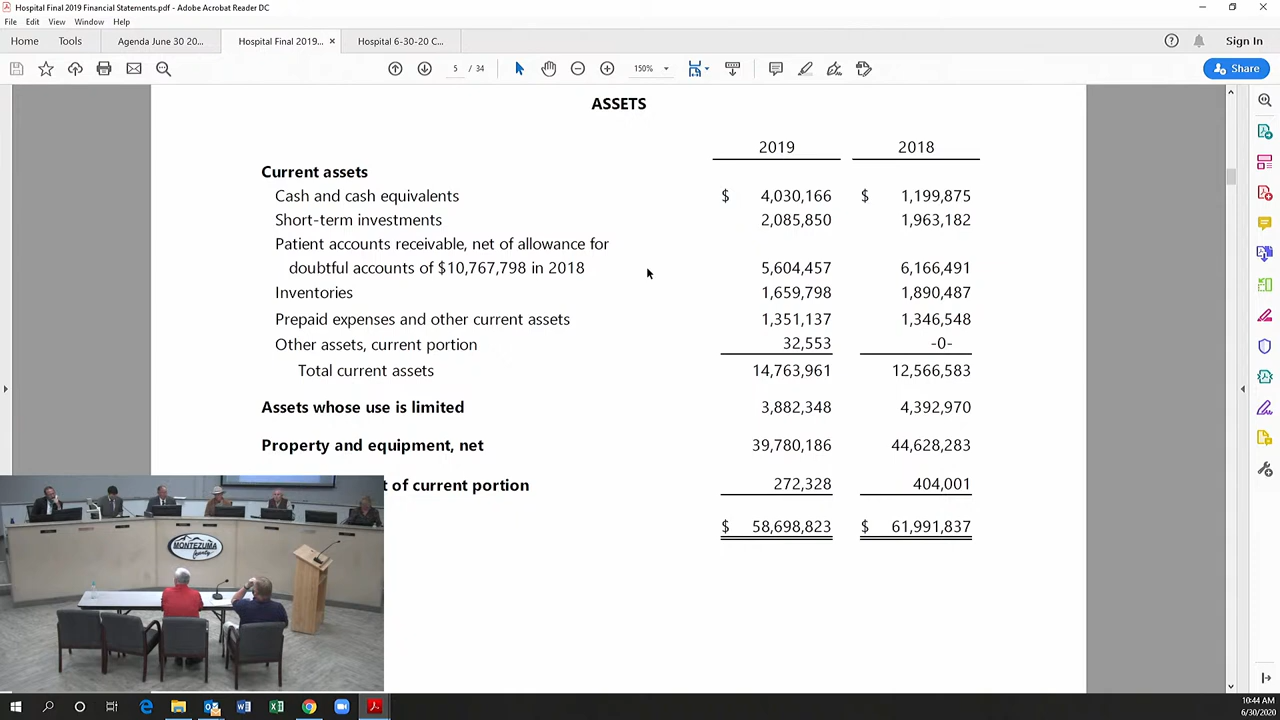 Hospital Final 2019 Financial Statements.pdf - Adobe Acrobat Reader DC
File Edit View Window Help
Home Tools Agenda June 30 20... Hospital Final 2019... × Hospital 6-30-20 C... Sign In
5 / 34 150% Share
ASSETS
2019 2018
Current assets
Cash and cash equivalents $ 4,030,166 $ 1,199,875
Short-term investments 2,085,850 1,963,182
Patient accounts receivable, net of allowance for
doubtful accounts of $10,767,798 in 2018 5,604,457 6,166,491
Inventories 1,659,798 1,890,487
Prepaid expenses and other current assets 1,351,137 1,346,548
Other assets, current portion 32,553 -0-
Total current assets 14,763,961 12,566,583
Assets whose use is limited 3,882,348 4,392,970
Property and equipment, net 39,780,186 44,628,283
of current portion 272,328 404,001
$ 58,698,823 $ 61,991,837
MONTEZUMA
County
10:44 AM
6/30/2020